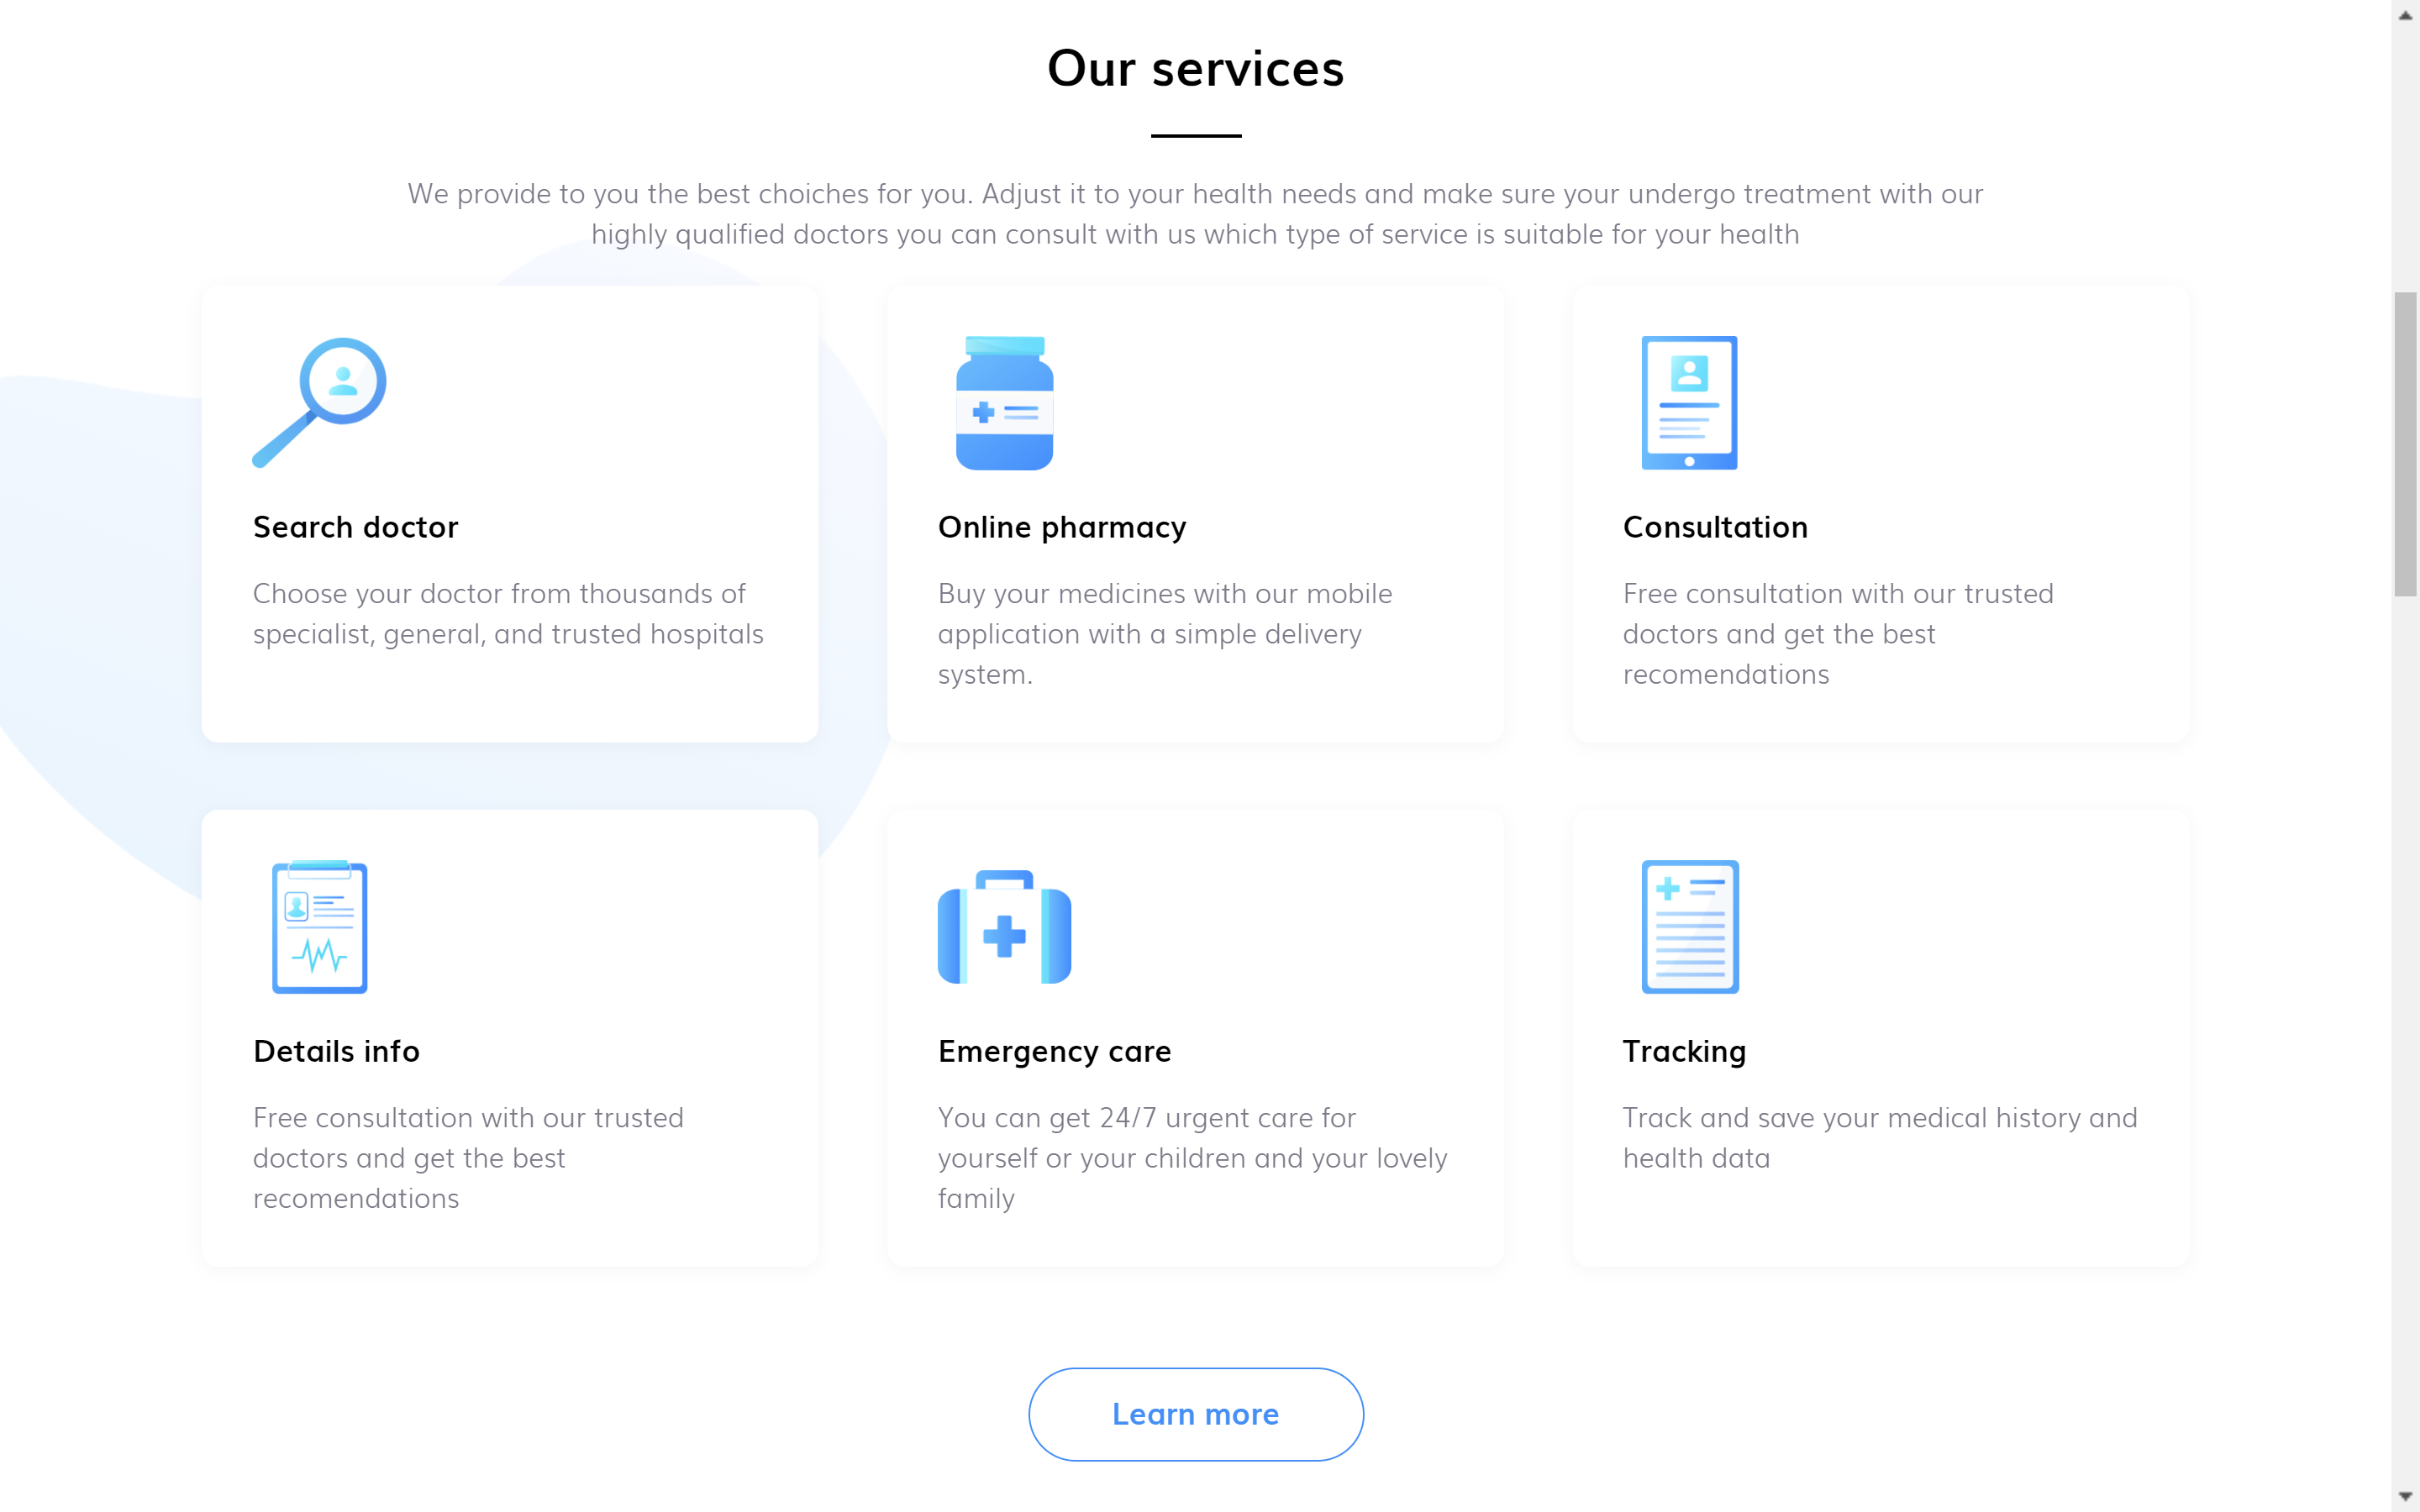 Our services
We provide to you the best choiches for you. Adjust it to your health needs and make sure your undergo treatment with our
highly qualified doctors you can consult with us which type of service is suitable for your health
Search doctor
Choose your doctor from thousands of
specialist, general, and trusted hospitals
Online pharmacy
Buy your medicines with our mobile
application with a simple delivery
system.
Consultation
Free consultation with our trusted
doctors and get the best
recomendations
Details info
Free consultation with our trusted
doctors and get the best
recomendations
Emergency care
You can get 24/7 urgent care for
yourself or your children and your lovely
family
Tracking
Track and save your medical history and
health data
Learn more